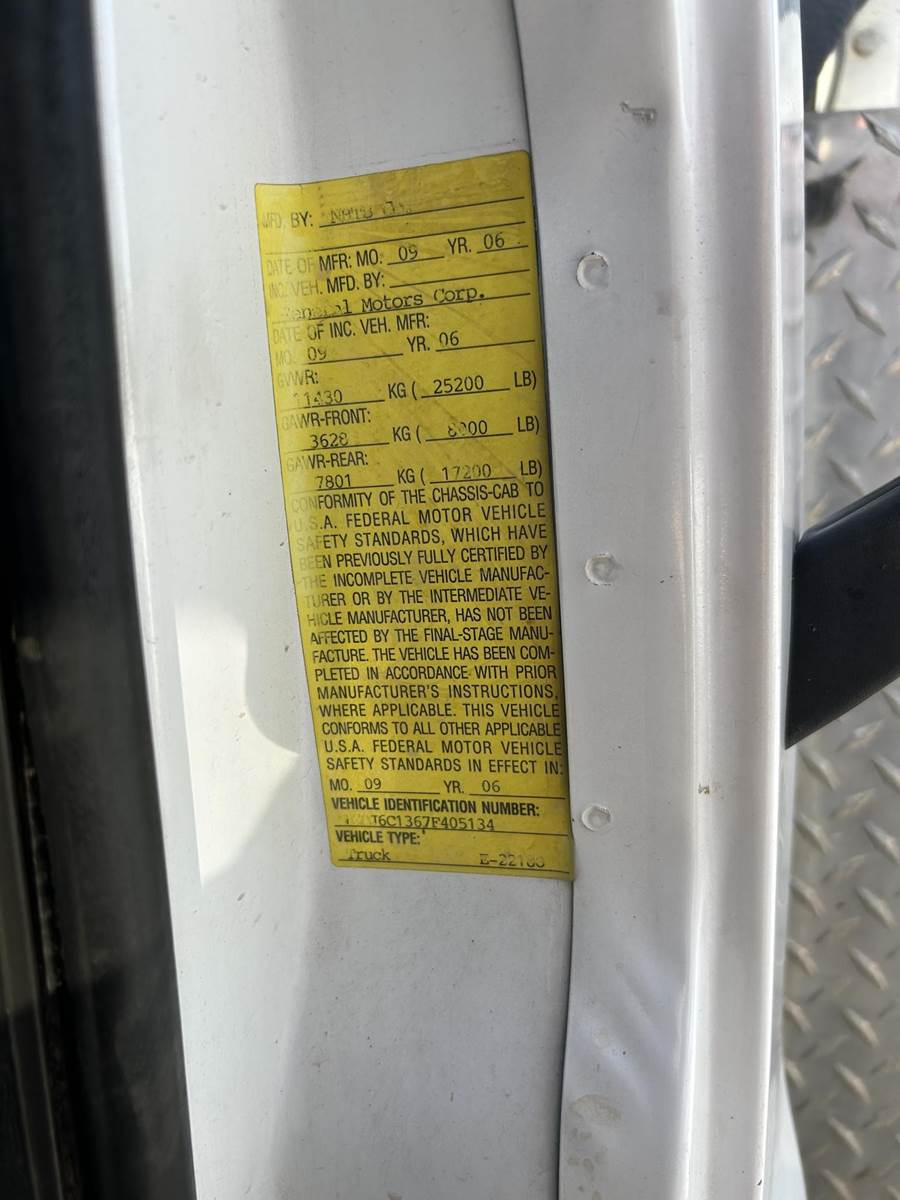 MFD. BY:
DATE OF MFR: MO. 09 YR. 06
INC. VEH. MFD. BY:
General Motors Corp.
DATE OF INC. VEH. MFR:
MO. 09 YR. 06
GVWR:
11430 KG ( 25200 LB)
GAWR-FRONT:
3628 KG ( 8000 LB)
GAWR-REAR:
7801 KG ( 17200 LB)
CONFORMITY OF THE CHASSIS-CAB TO
U.S.A. FEDERAL MOTOR VEHICLE
SAFETY STANDARDS, WHICH HAVE
BEEN PREVIOUSLY FULLY CERTIFIED BY
THE INCOMPLETE VEHICLE MANUFAC-
TURER OR BY THE INTERMEDIATE VE-
HICLE MANUFACTURER, HAS NOT BEEN
AFFECTED BY THE FINAL-STAGE MANU-
FACTURE. THE VEHICLE HAS BEEN COM-
PLETED IN ACCORDANCE WITH PRIOR
MANUFACTURER'S INSTRUCTIONS,
WHERE APPLICABLE. THIS VEHICLE
CONFORMS TO ALL OTHER APPLICABLE
U.S.A. FEDERAL MOTOR VEHICLE
SAFETY STANDARDS IN EFFECT IN:
MO. 09 YR. 06
VEHICLE IDENTIFICATION NUMBER:
VEHICLE TYPE:
Truck